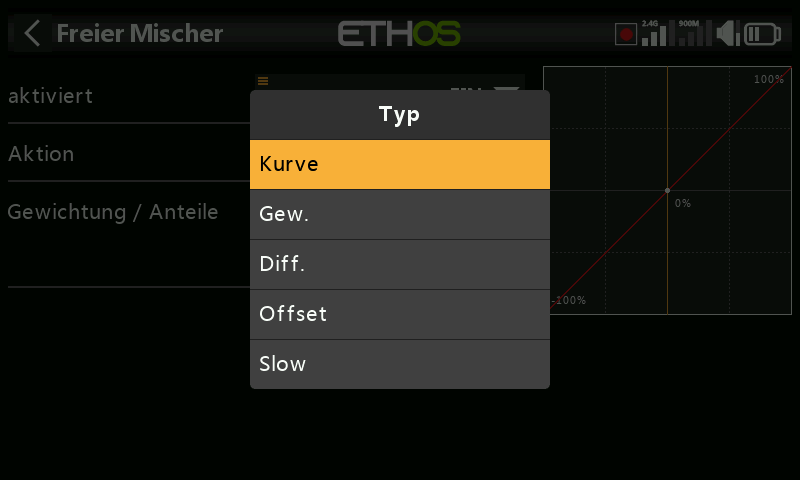 Freier Mischer
ETHOS
2.4G
900M
aktiviert
Aktion
Gewichtung / Anteile
Typ
Kurve
Gew.
Diff.
Offset
Slow
100%
0%
-100%